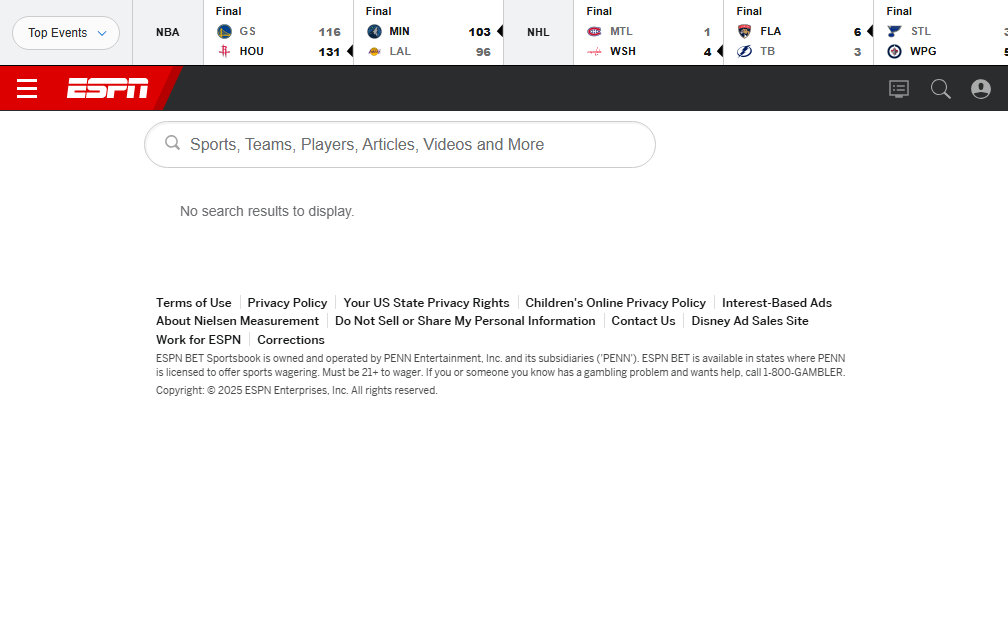 Top Events
NBA
Final
GS 116
HOU 131
Final
MIN 103
LAL 96
NHL
Final
MTL 1
WSH 4
Final
FLA 6
TB 3
Final
STL
WPG
ESPN
Sports, Teams, Players, Articles, Videos and More
No search results to display.
Terms of Use Privacy Policy Your US State Privacy Rights Children's Online Privacy Policy Interest-Based Ads
About Nielsen Measurement Do Not Sell or Share My Personal Information Contact Us Disney Ad Sales Site
Work for ESPN Corrections
ESPN BET Sportsbook is owned and operated by PENN Entertainment, Inc. and its subsidiaries ('PENN'). ESPN BET is available in states where PENN
is licensed to offer sports wagering. Must be 21+ to wager. If you or someone you know has a gambling problem and wants help, call 1-800-GAMBLER.
Copyright: © 2025 ESPN Enterprises, Inc. All rights reserved.